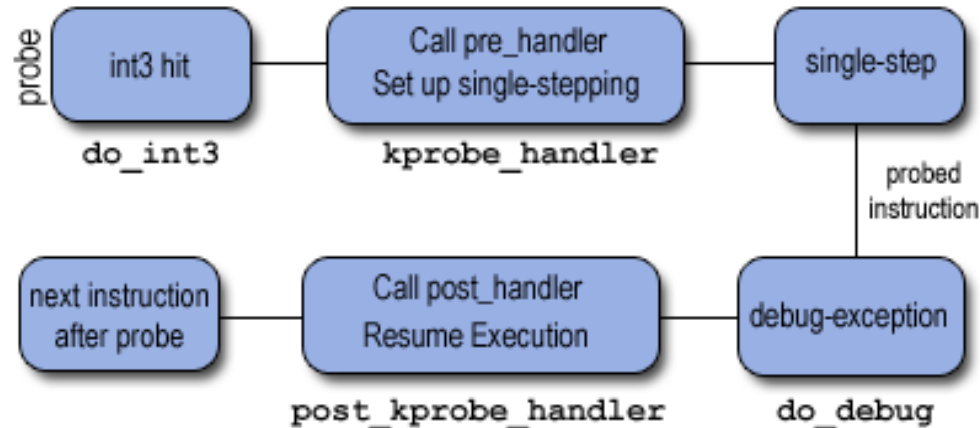 probe
int3 hit
Call pre_handler
Set up single-stepping
single-step
do_int3
kprobe_handler
probed
instruction
next instruction
after probe
Call post_handler
Resume Execution
debug-exception
post_kprobe_handler
do_debug